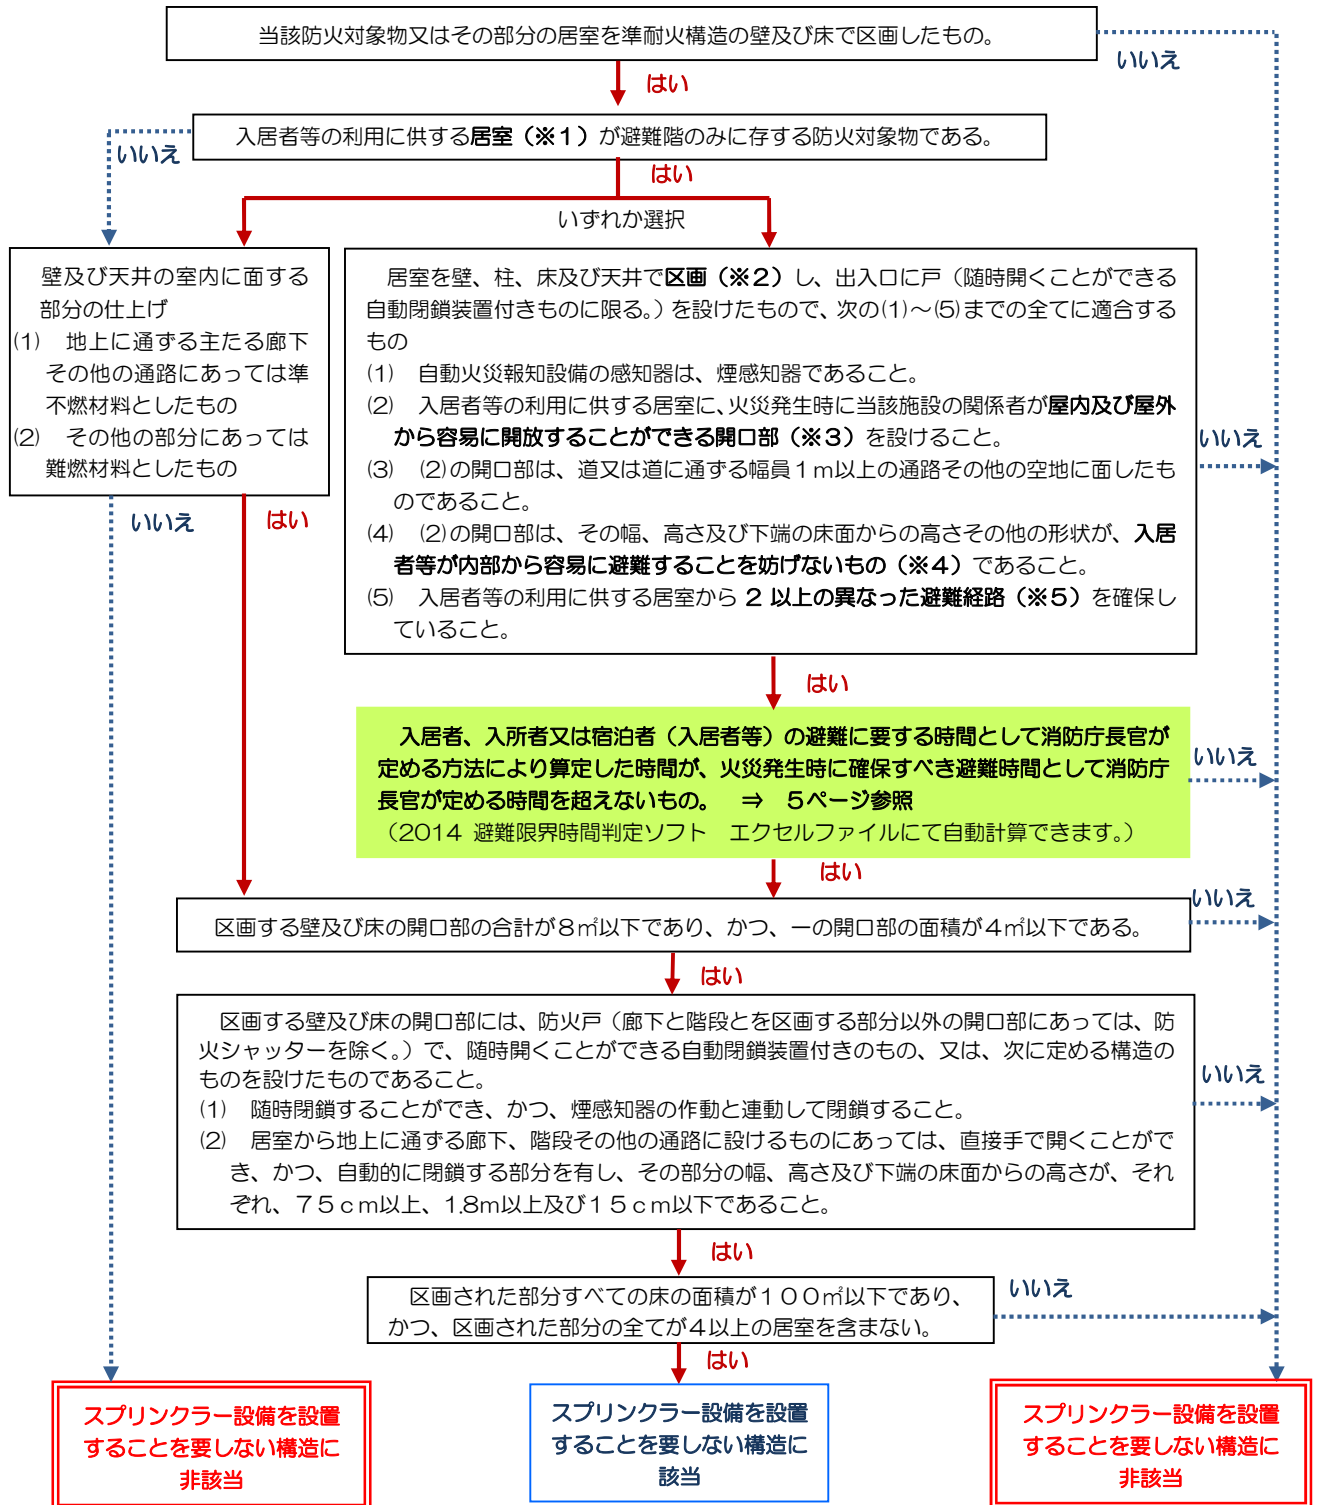 当該防火対象物又はその部分の居室を準耐火構造の壁及び床で区画したもの。
いいえ
はい
入居者等の利用に供する居室（※１）が避難階のみに存する防火対象物である。
いいえ
はい
いずれか選択
壁及び天井の室内に面する
部分の仕上げ
⑴　地上に通ずる主たる廊下
その他の通路にあっては準
不燃材料としたもの
⑵　その他の部分にあっては
難燃材料としたもの
居室を壁、柱、床及び天井で区画（※２）し、出入口に戸（随時開くことができる
自動閉鎖装置付きものに限る。）を設けたもので、次の⑴～⑸までの全てに適合する
もの
⑴　自動火災報知設備の感知器は、煙感知器であること。
⑵　入居者等の利用に供する居室に、火災発生時に当該施設の関係者が屋内及び屋外
から容易に開放することができる開口部（※３）を設けること。
⑶　⑵の開口部は、道又は道に通ずる幅員１ｍ以上の通路その他の空地に面したも
のであること。
⑷　⑵の開口部は、その幅、高さ及び下端の床面からの高さその他の形状が、入居
者等が内部から容易に避難することを妨げないもの（※４）であること。
⑸　入居者等の利用に供する居室から 2 以上の異なった避難経路（※５）を確保し
ていること。
いいえ
いいえ
はい
はい
入居者、入所者又は宿泊者（入居者等）の避難に要する時間として消防庁長官が
定める方法により算定した時間が、火災発生時に確保すべき避難時間として消防庁
長官が定める時間を超えないもの。　⇒　５ページ参照
（2014 避難限界時間判定ソフト　エクセルファイルにて自動計算できます。）
いいえ
はい
区画する壁及び床の開口部の合計が８㎡以下であり、かつ、一の開口部の面積が４㎡以下である。
いいえ
はい
区画する壁及び床の開口部には、防火戸（廊下と階段とを区画する部分以外の開口部にあっては、防
火シャッターを除く。）で、随時開くことができる自動閉鎖装置付きのもの、又は、次に定める構造の
ものを設けたものであること。
⑴　随時閉鎖することができ、かつ、煙感知器の作動と連動して閉鎖すること。
⑵　居室から地上に通ずる廊下、階段その他の通路に設けるものにあっては、直接手で開くことがで
き、かつ、自動的に閉鎖する部分を有し、その部分の幅、高さ及び下端の床面からの高さが、それ
ぞれ、７５ｃｍ以上、1.8m以上及び１５ｃｍ以下であること。
いいえ
はい
区画された部分すべての床の面積が１００㎡以下であり、
かつ、区画された部分の全てが４以上の居室を含まない。
いいえ
はい
スプリンクラー設備を設置
することを要しない構造に
非該当
スプリンクラー設備を設置
することを要しない構造に
該当
スプリンクラー設備を設置
することを要しない構造に
非該当